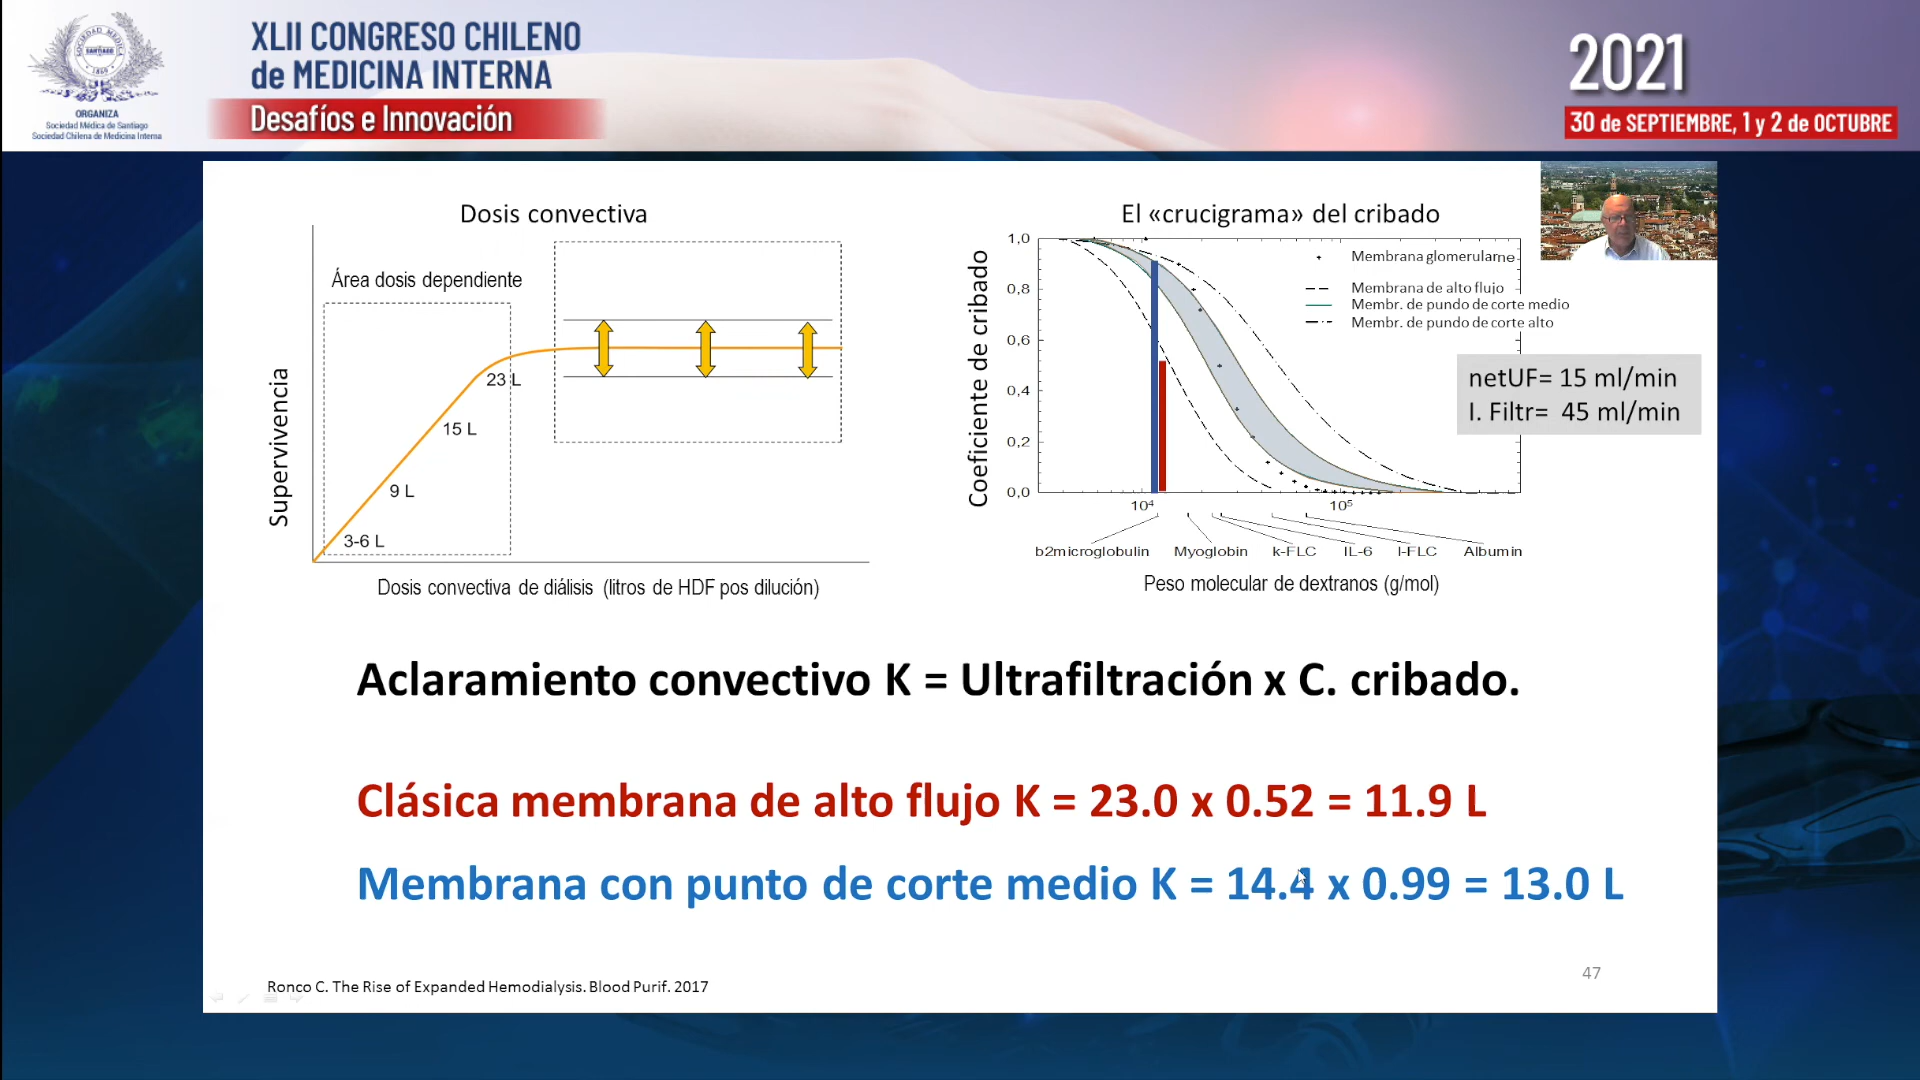 XLII CONGRESO CHILENO
de MEDICINA INTERNA
Desafíos e Innovación
SOCIEDAD MEDICA
SANTIAGO
1869
ORGANIZA
Sociedad Médica de Santiago
Sociedad Chilena de Medicina Interna
2021
30 de SEPTIEMBRE, 1 y 2 de OCTUBRE
Dosis convectiva
Área dosis dependiente
Supervivencia
23 L
15 L
9 L
3-6 L
Dosis convectiva de diálisis (litros de HDF pos dilución)
El «crucigrama» del cribado
Coeficiente de cribado
1,0
0,8
0,6
0,4
0,2
0,0
Membrana glomerulame
Membrana de alto flujo
Membr. de pundo de corte medio
Membr. de pundo de corte alto
netUF= 15 ml/min
I. Filtr= 45 ml/min
10⁴ 10⁵
b2microglobulin Myoglobin k-FLC IL-6 l-FLC Albumin
Peso molecular de dextranos (g/mol)
Aclaramiento convectivo K = Ultrafiltración x C. cribado.
Clásica membrana de alto flujo K = 23.0 x 0.52 = 11.9 L
Membrana con punto de corte medio K = 14.4 x 0.99 = 13.0 L
Ronco C. The Rise of Expanded Hemodialysis. Blood Purif. 2017
47